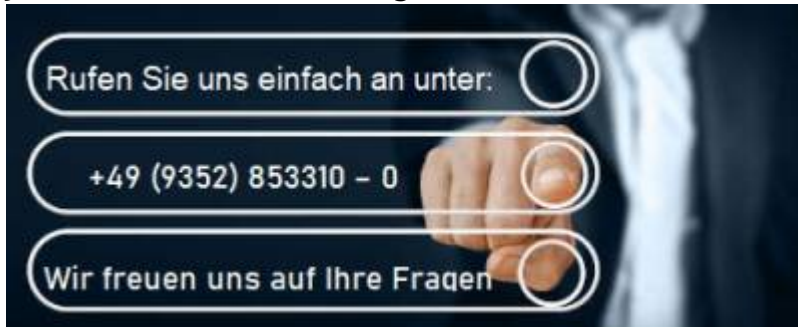 Rufen Sie uns einfach an unter:
+49 (9352) 853310 – 0
Wir freuen uns auf Ihre Fragen